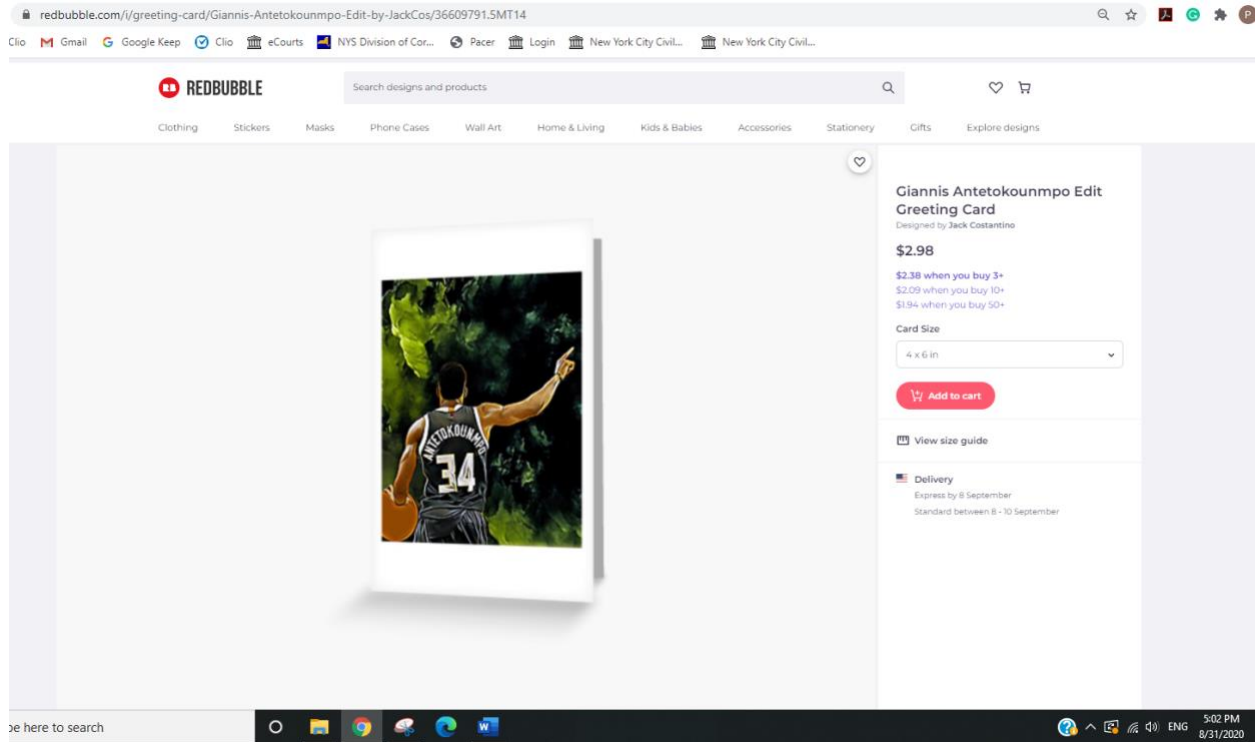 redbubble.com/i/greeting-card/Giannis-Antetokounmpo-Edit-by-JackCos/36609791.5MT14
Clio Gmail Google Keep Clio eCourts NYS Division of Cor... Pacer Login New York City Civil... New York City Civil...
REDBUBBLE
Search designs and products
Clothing Stickers Masks Phone Cases Wall Art Home & Living Kids & Babies Accessories Stationery Gifts Explore designs
Giannis Antetokounmpo Edit
Greeting Card
Designed by Jack Costantino
$2.98
$2.38 when you buy 3+
$2.09 when you buy 10+
$1.94 when you buy 50+
Card Size
4 x 6 in
Add to cart
View size guide
Delivery
Express by 8 September
Standard between 8 - 10 September
ANTETOKOUNMPO
34
pe here to search
W
ENG
5:02 PM
8/31/2020